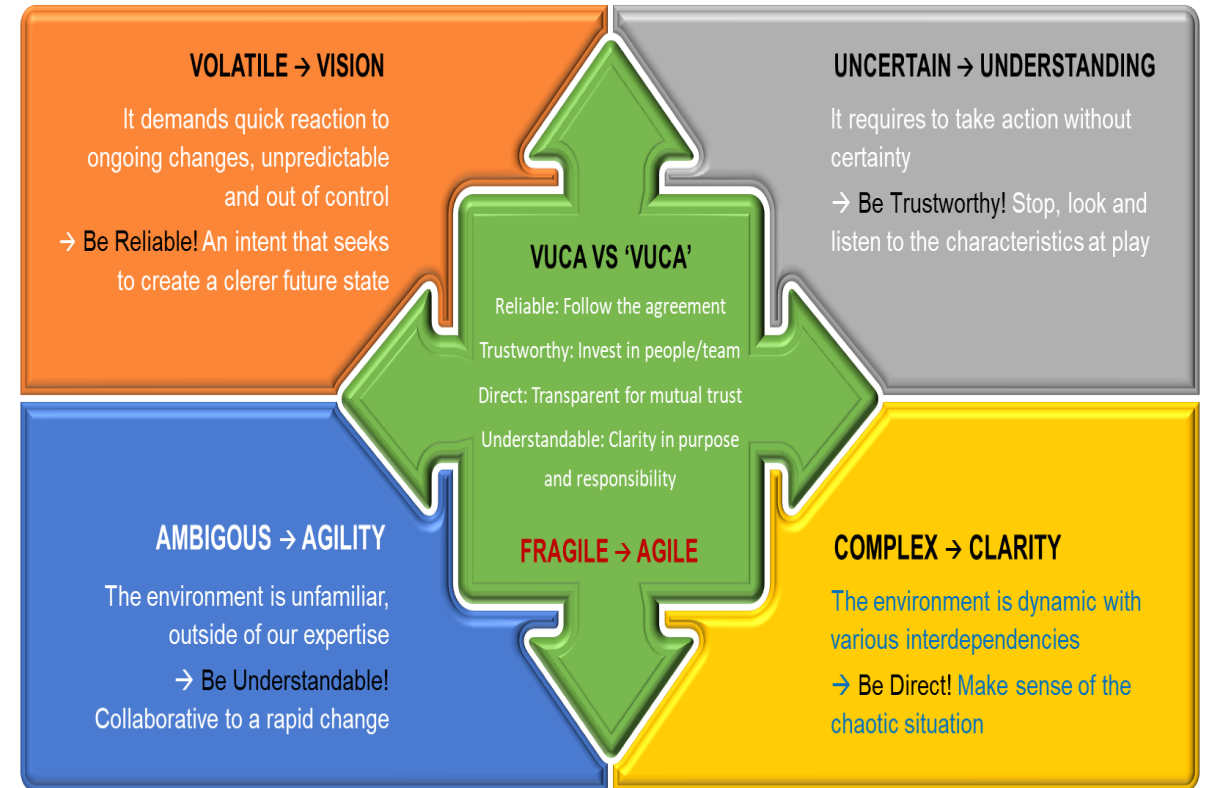 VOLATILE → VISION
It demands quick reaction to
ongoing changes, unpredictable
and out of control
→ Be Reliable! An intent that seeks
to create a clerer future state
UNCERTAIN → UNDERSTANDING
It requires to take action without
certainty
→ Be Trustworthy! Stop, look and
listen to the characteristics at play
VUCA VS ‘VUCA’
Reliable: Follow the agreement
Trustworthy: Invest in people/team
Direct: Transparent for mutual trust
Understandable: Clarity in purpose
and responsibility
FRAGILE → AGILE
AMBIGOUS → AGILITY
The environment is unfamiliar,
outside of our expertise
→ Be Understandable!
Collaborative to a rapid change
COMPLEX → CLARITY
The environment is dynamic with
various interdependencies
→ Be Direct! Make sense of the
chaotic situation